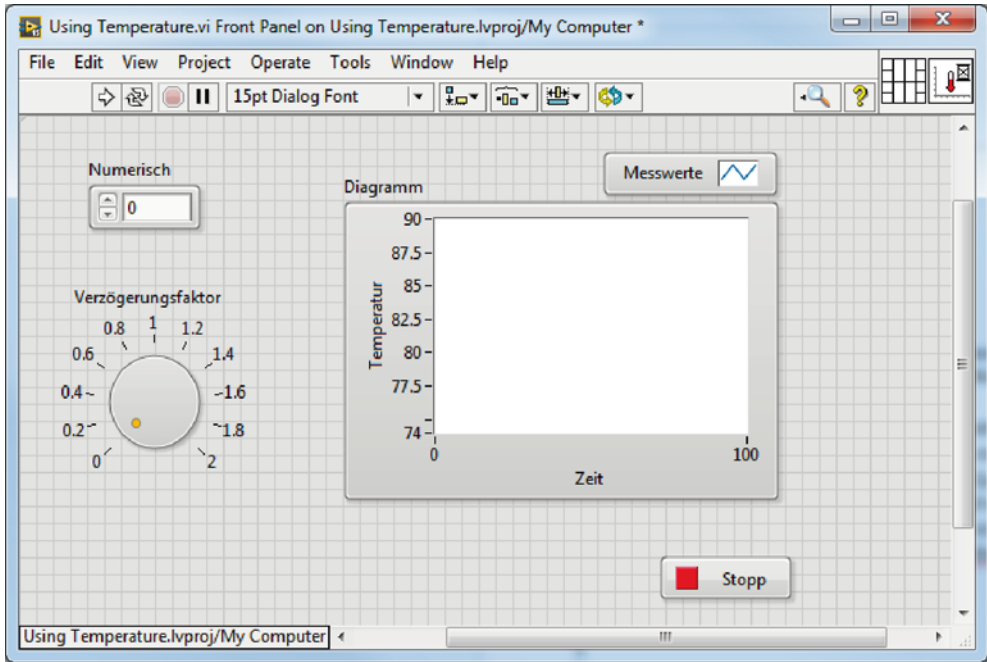 Using Temperature.vi Front Panel on Using Temperature.lvproj/My Computer *
File Edit View Project Operate Tools Window Help
15pt Dialog Font
Numerisch
0
Messwerte
Diagramm
90
87.5
85
82.5
80
77.5
74
Temperatur
0
100
Zeit
Verzögerungsfaktor
0
0.2
0.4
0.6
0.8
1
1.2
1.4
1.6
1.8
2
Stopp
Using Temperature.lvproj/My Computer